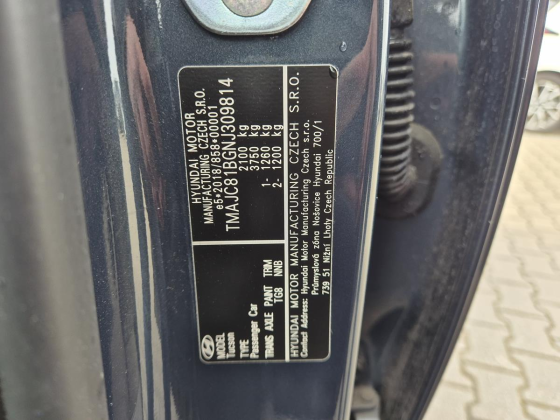 HYUNDAI MOTOR
MANUFACTURING CZECH S.R.O.
e5*2018/858*00001
TMAJC81BGNJ309814
2100 kg
3750 kg
1- 1260 kg
2- 1200 kg
MODEL
Tucson
TYPE
Passenger Car
TRANS AXLE PAINT TRIM
TG8 NNB
HYUNDAI MOTOR MANUFACTURING CZECH S.R.O.
Contact Address: Hyundai Motor Manufacturing Czech s.r.o.
Průmyslová zóna Nošovice Hyundai 700/1
739 51 Nižní Lhoty Czech Republic